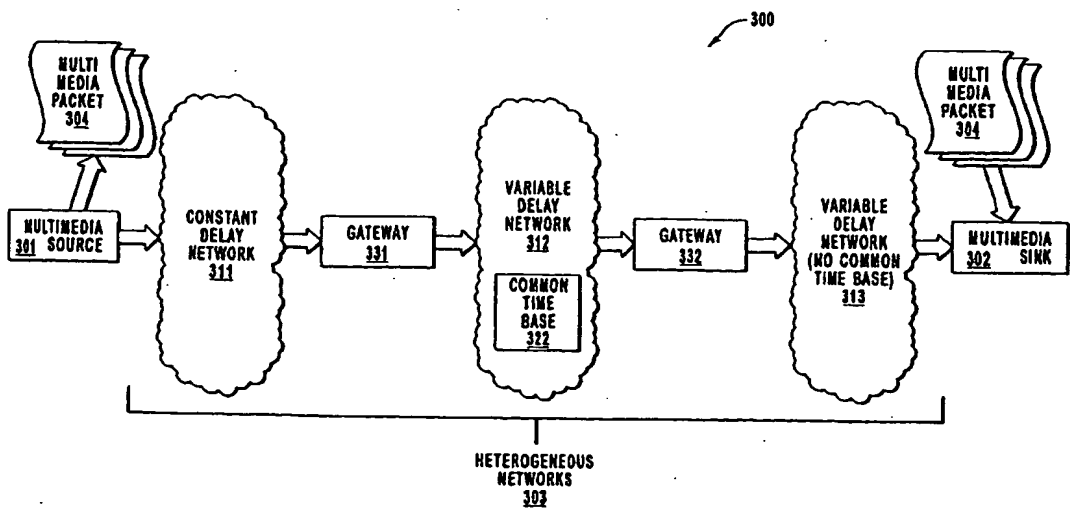 300
MULTI
MEDIA
PACKET
304
MULTIMEDIA
301 SOURCE
CONSTANT
DELAY
NETWORK
311
GATEWAY
331
VARIABLE
DELAY
NETWORK
312
COMMON
TIME
BASE
322
GATEWAY
332
VARIABLE
DELAY
NETWORK
(NO COMMON
TIME BASE)
313
MULTI
MEDIA
PACKET
304
MULTIMEDIA
302 SINK
HETEROGENEOUS
NETWORKS
303